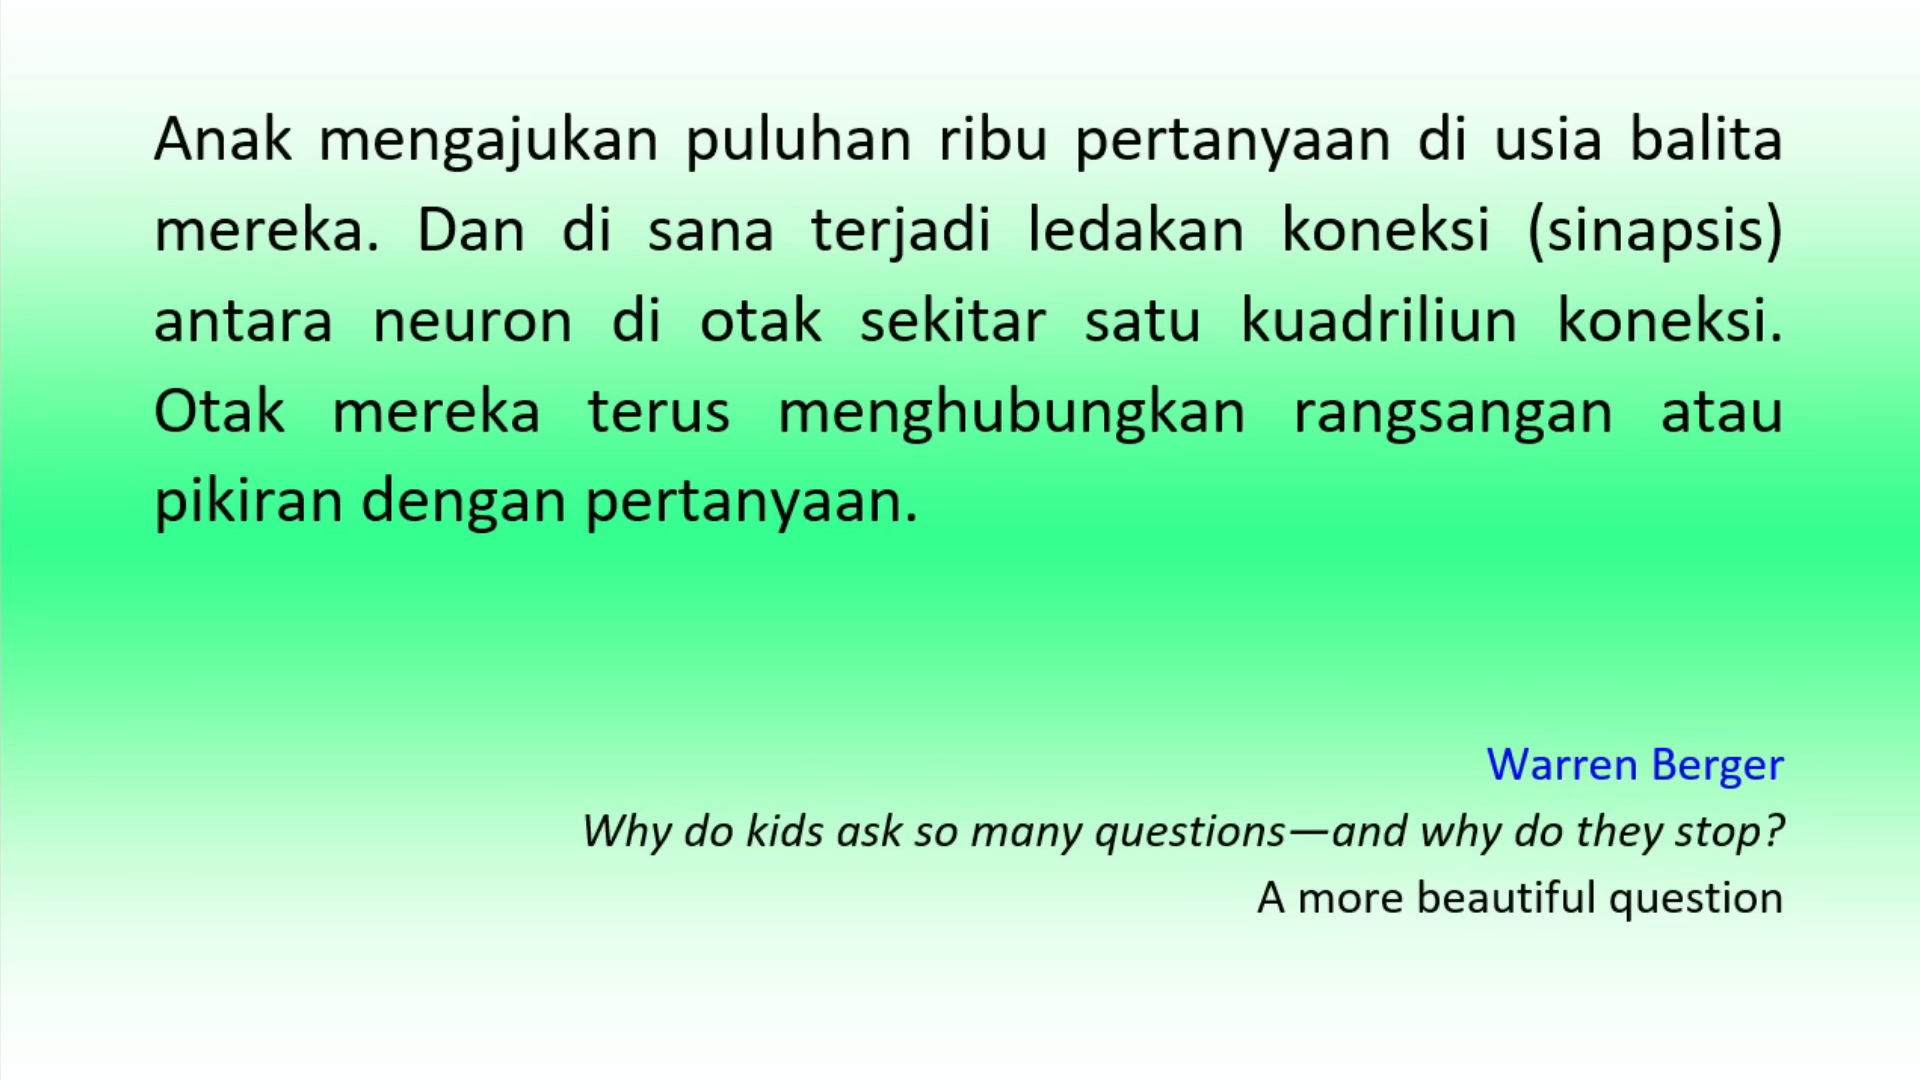 Anak mengajukan puluhan ribu pertanyaan di usia balita
mereka. Dan di sana terjadi ledakan koneksi (sinapsis)
antara neuron di otak sekitar satu kuadriliun koneksi.
Otak mereka terus menghubungkan rangsangan atau
pikiran dengan pertanyaan.
Warren Berger
Why do kids ask so many questions—and why do they stop?
A more beautiful question